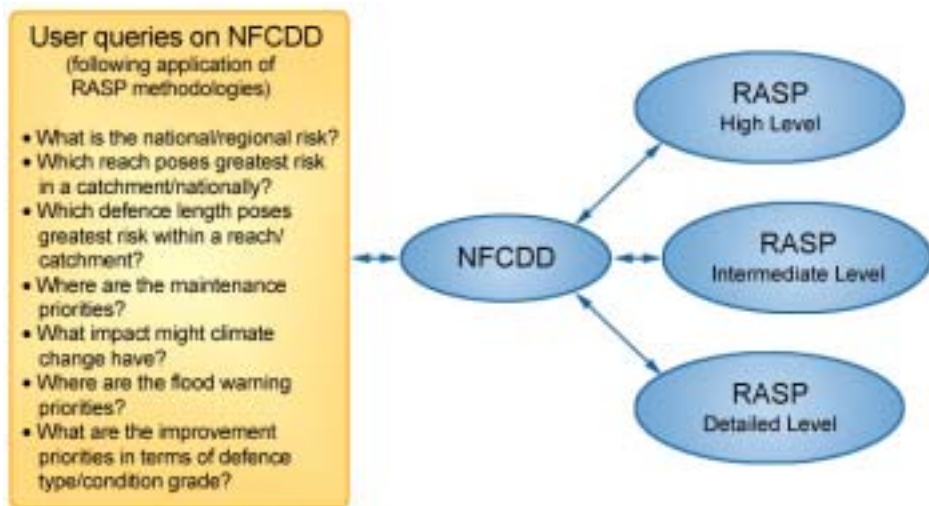 User queries on NFCDD
(following application of
RASP methodologies)
• What is the national/regional risk?
• Which reach poses greatest risk
in a catchment/nationally?
• Which defence length poses
greatest risk within a reach/
catchment?
• Where are the maintenance
priorities?
• What impact might climate
change have?
• Where are the flood warning
priorities?
• What are the improvement
priorities in terms of defence
type/condition grade?
NFCDD
RASP
High Level
RASP
Intermediate Level
RASP
Detailed Level